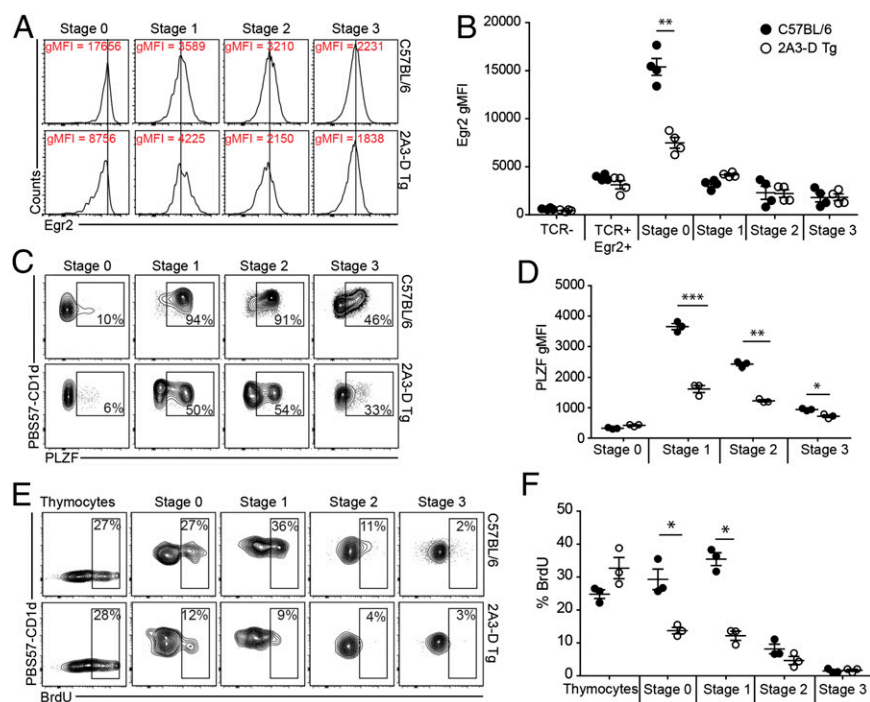 A
Stage 0 Stage 1 Stage 2 Stage 3
gMFI = 17656 gMFI = 3589 gMFI = 3210 gMFI = 2231
C57BL/6
gMFI = 8756 gMFI = 4225 gMFI = 2150 gMFI = 1838
2A3-D Tg
Counts
Egr2
B
C57BL/6
2A3-D Tg
**
Egr2 gMFI
20000
15000
10000
5000
0
TCR- TCR+ Egr2+ Stage 0 Stage 1 Stage 2 Stage 3
C
Stage 0 Stage 1 Stage 2 Stage 3
C57BL/6
10% 94% 91% 46%
2A3-D Tg
6% 50% 54% 33%
PBS57-CD1d
PLZF
D
PLZF gMFI
5000
4000
3000
2000
1000
0
*** ** *
Stage 0 Stage 1 Stage 2 Stage 3
E
Thymocytes Stage 0 Stage 1 Stage 2 Stage 3
27% 27% 36% 11% 2%
C57BL/6
28% 12% 9% 4% 3%
2A3-D Tg
PBS57-CD1d
BrdU
F
% BrdU
50
40
30
20
10
0
* *
Thymocytes Stage 0 Stage 1 Stage 2 Stage 3